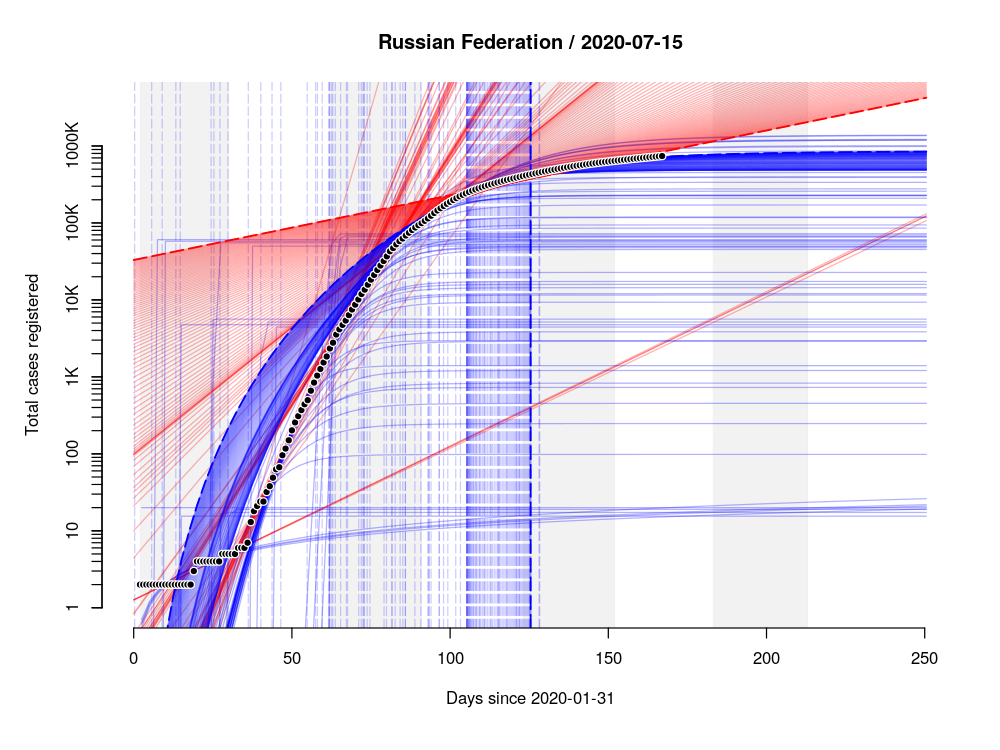 Russian Federation / 2020-07-15
Total cases registered
1000K
100K
10K
1K
100
10
1
0 50 100 150 200 250
Days since 2020-01-31